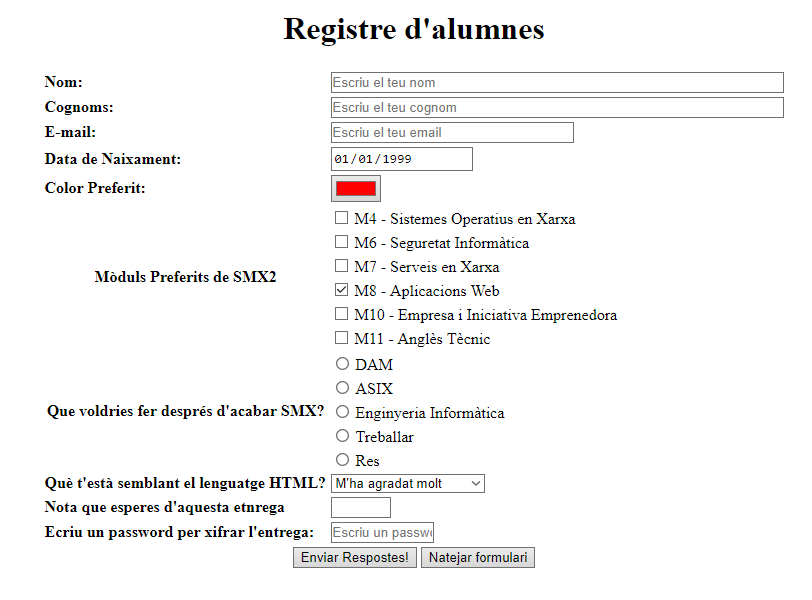 Registre d'alumnes
Nom: Escriu el teu nom
Cognoms: Escriu el teu cognom
E-mail: Escriu el teu email
Data de Naixament: 01/01/1999
Color Preferit:
M4 - Sistemes Operatius en Xarxa
M6 - Seguretat Informàtica
M7 - Serveis en Xarxa
Mòduls Preferits de SMX2
M8 - Aplicacions Web
M10 - Empresa i Iniciativa Emprenedora
M11 - Anglès Tècnic
DAM
ASIX
Que voldries fer després d'acabar SMX? Enginyeria Informàtica
Treballar
Res
Què t'està semblant el lenguatge HTML? M'ha agradat molt
Nota que esperes d'aquesta etnrega
Ecriu un password per xifrar l'entrega: Escriu un passw
Enviar Respostes! Natejar formulari